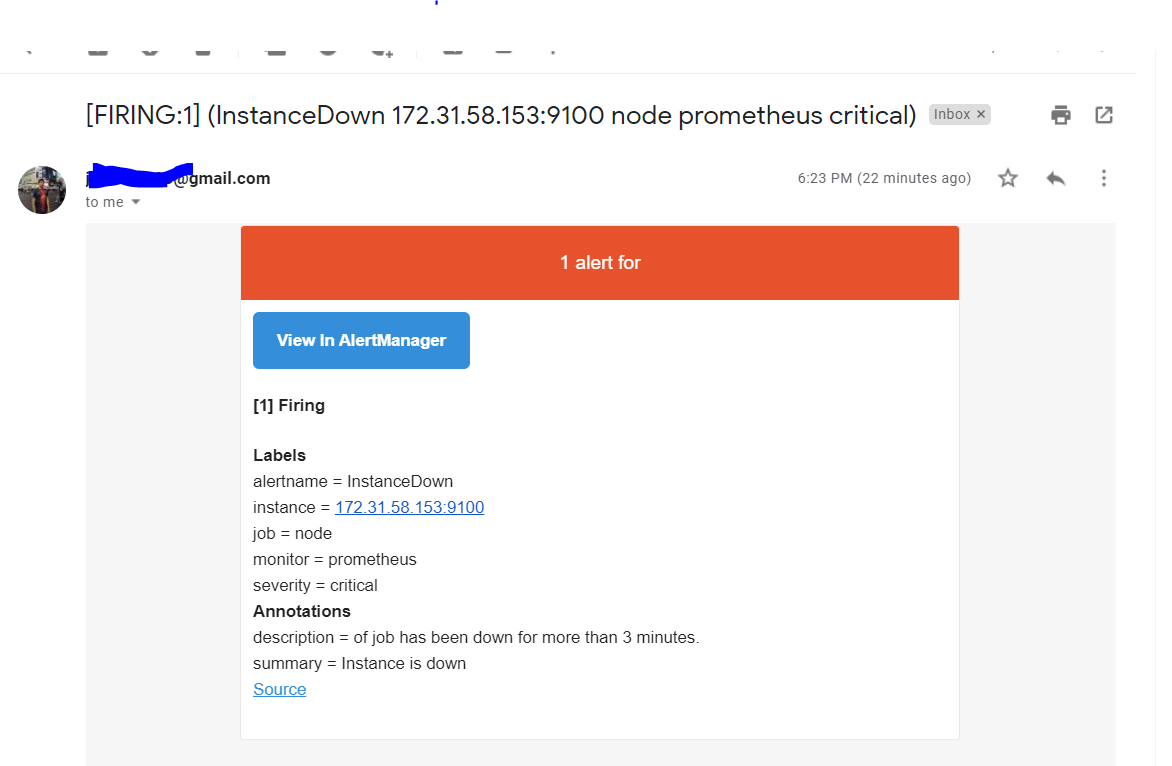 [FIRING:1] (InstanceDown 172.31.58.153:9100 node prometheus critical) Inbox ×
@gmail.com 6:23 PM (22 minutes ago)
to me
1 alert for
View In AlertManager
[1] Firing
Labels
alertname = InstanceDown
instance = 172.31.58.153:9100
job = node
monitor = prometheus
severity = critical
Annotations
description = of job has been down for more than 3 minutes.
summary = Instance is down
Source